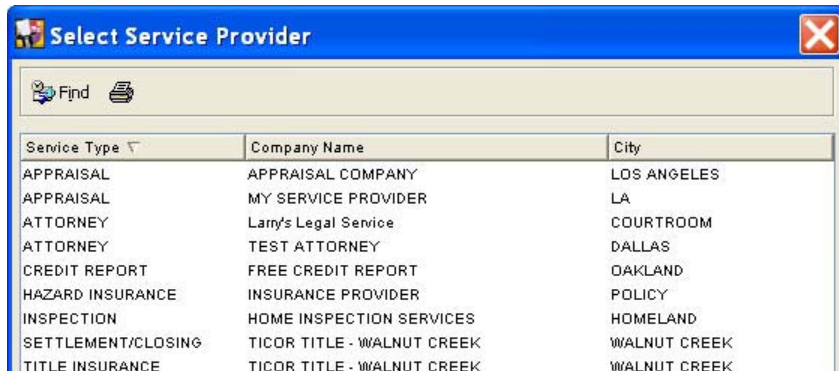 Select Service Provider
Find
Service Type Company Name City
APPRAISAL APPRAISAL COMPANY LOS ANGELES
APPRAISAL MY SERVICE PROVIDER LA
ATTORNEY Larry's Legal Service COURTROOM
ATTORNEY TEST ATTORNEY DALLAS
CREDIT REPORT FREE CREDIT REPORT OAKLAND
HAZARD INSURANCE INSURANCE PROVIDER POLICY
INSPECTION HOME INSPECTION SERVICES HOMELAND
SETTLEMENT/CLOSING TICOR TITLE - WALNUT CREEK WALNUT CREEK
TITLE INSURANCE TICOR TITLE - WALNUT CREEK WALNUT CREEK